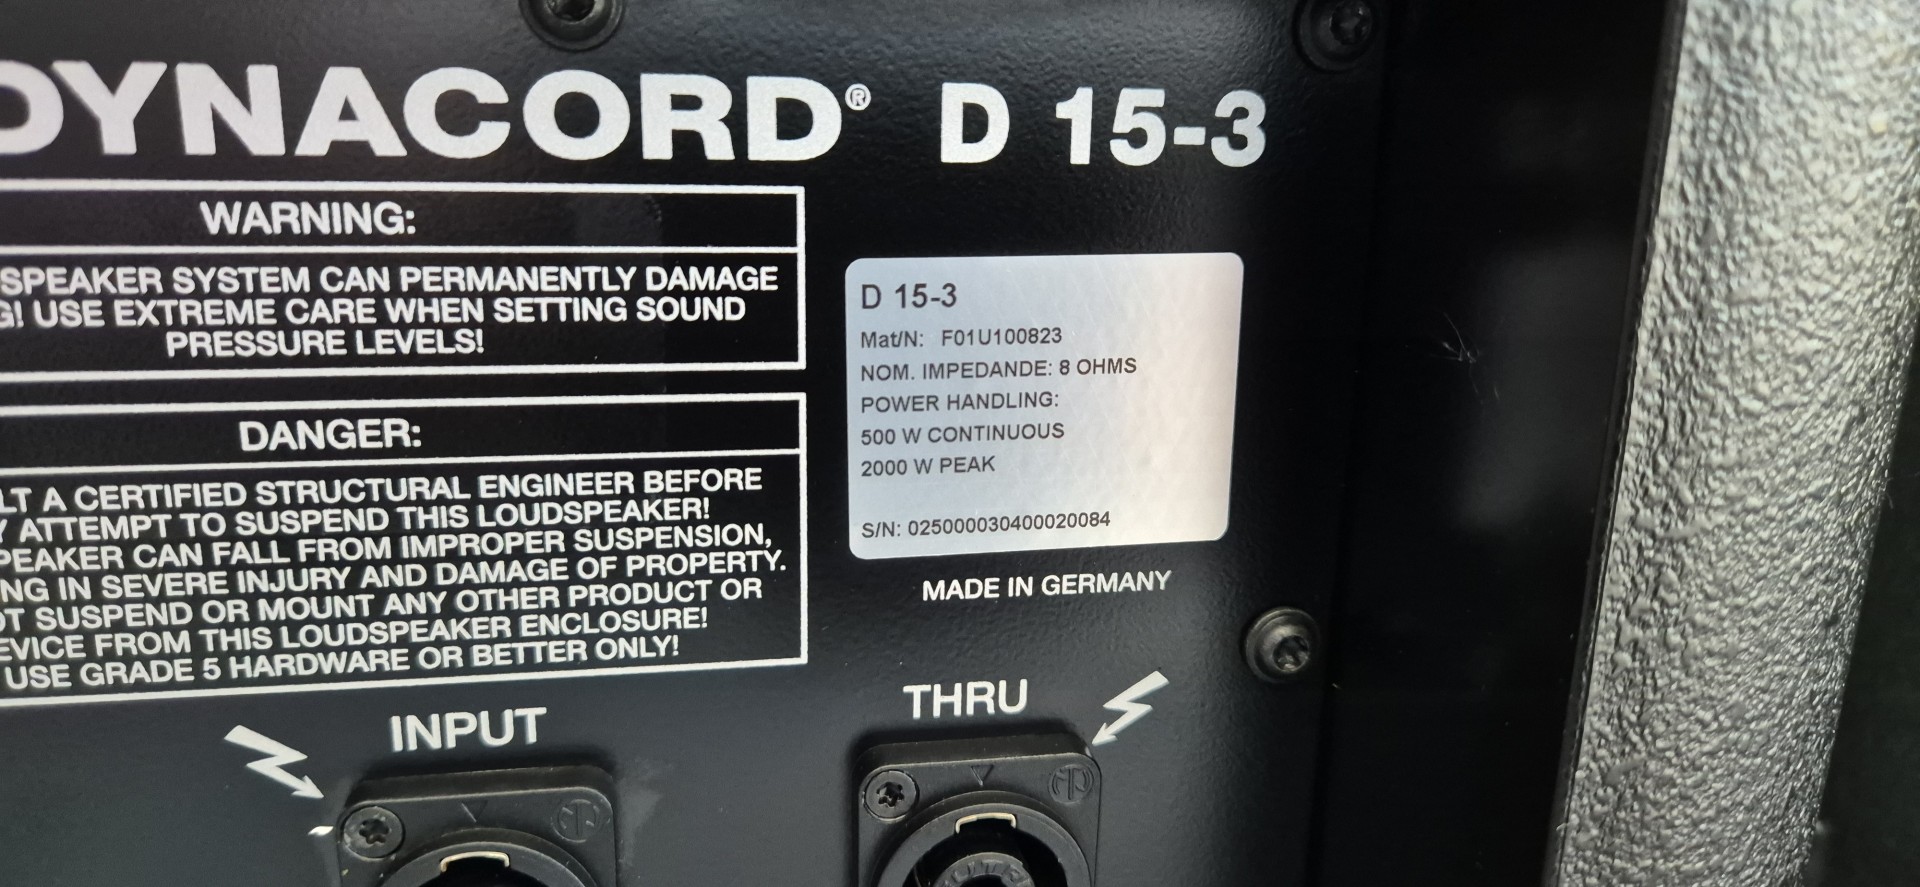 DYNACORD® D 15-3
WARNING:
SPEAKER SYSTEM CAN PERMANENTLY DAMAGE
G! USE EXTREME CARE WHEN SETTING SOUND
PRESSURE LEVELS!
DANGER:
LT A CERTIFIED STRUCTURAL ENGINEER BEFORE
Y ATTEMPT TO SUSPEND THIS LOUDSPEAKER!
PEAKER CAN FALL FROM IMPROPER SUSPENSION,
NG IN SEVERE INJURY AND DAMAGE OF PROPERTY.
OT SUSPEND OR MOUNT ANY OTHER PRODUCT OR
EVICE FROM THIS LOUDSPEAKER ENCLOSURE!
USE GRADE 5 HARDWARE OR BETTER ONLY!
D 15-3
Mat/N: F01U100823
NOM. IMPEDANDE: 8 OHMS
POWER HANDLING:
500 W CONTINUOUS
2000 W PEAK
S/N: 025000030400020084
MADE IN GERMANY
INPUT
THRU